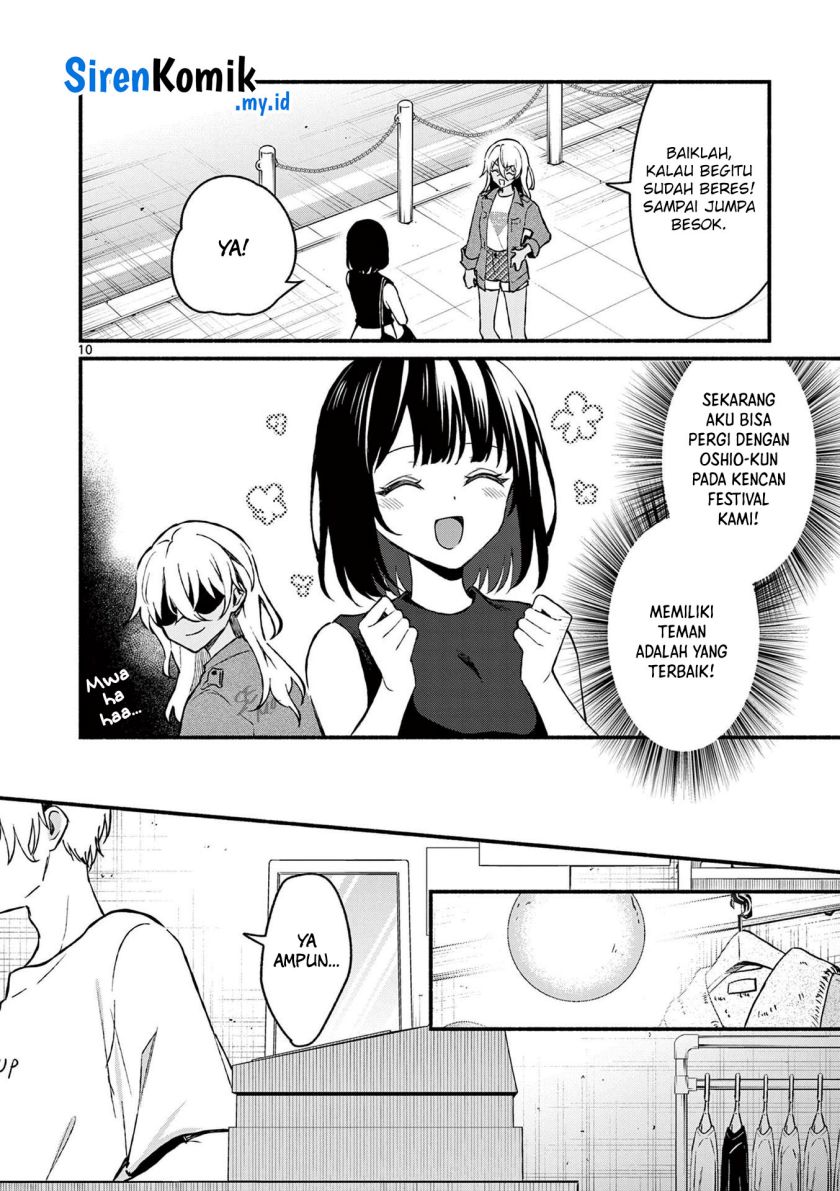 SirenKomik
.my.id
BAIKLAH,
KALAU BEGITU
SUDAH BERES!
SAMPAI JUMPA
BESOK.
YA!
10
SEKARANG
AKU BISA
PERGI DENGAN
OSHIO-KUN
PADA KENCAN
FESTIVAL
KAMI!
MEMILIKI
TEMAN
ADALAH YANG
TERBAIK!
Mwa
ha
haa...
YA
AMPUN...
UP